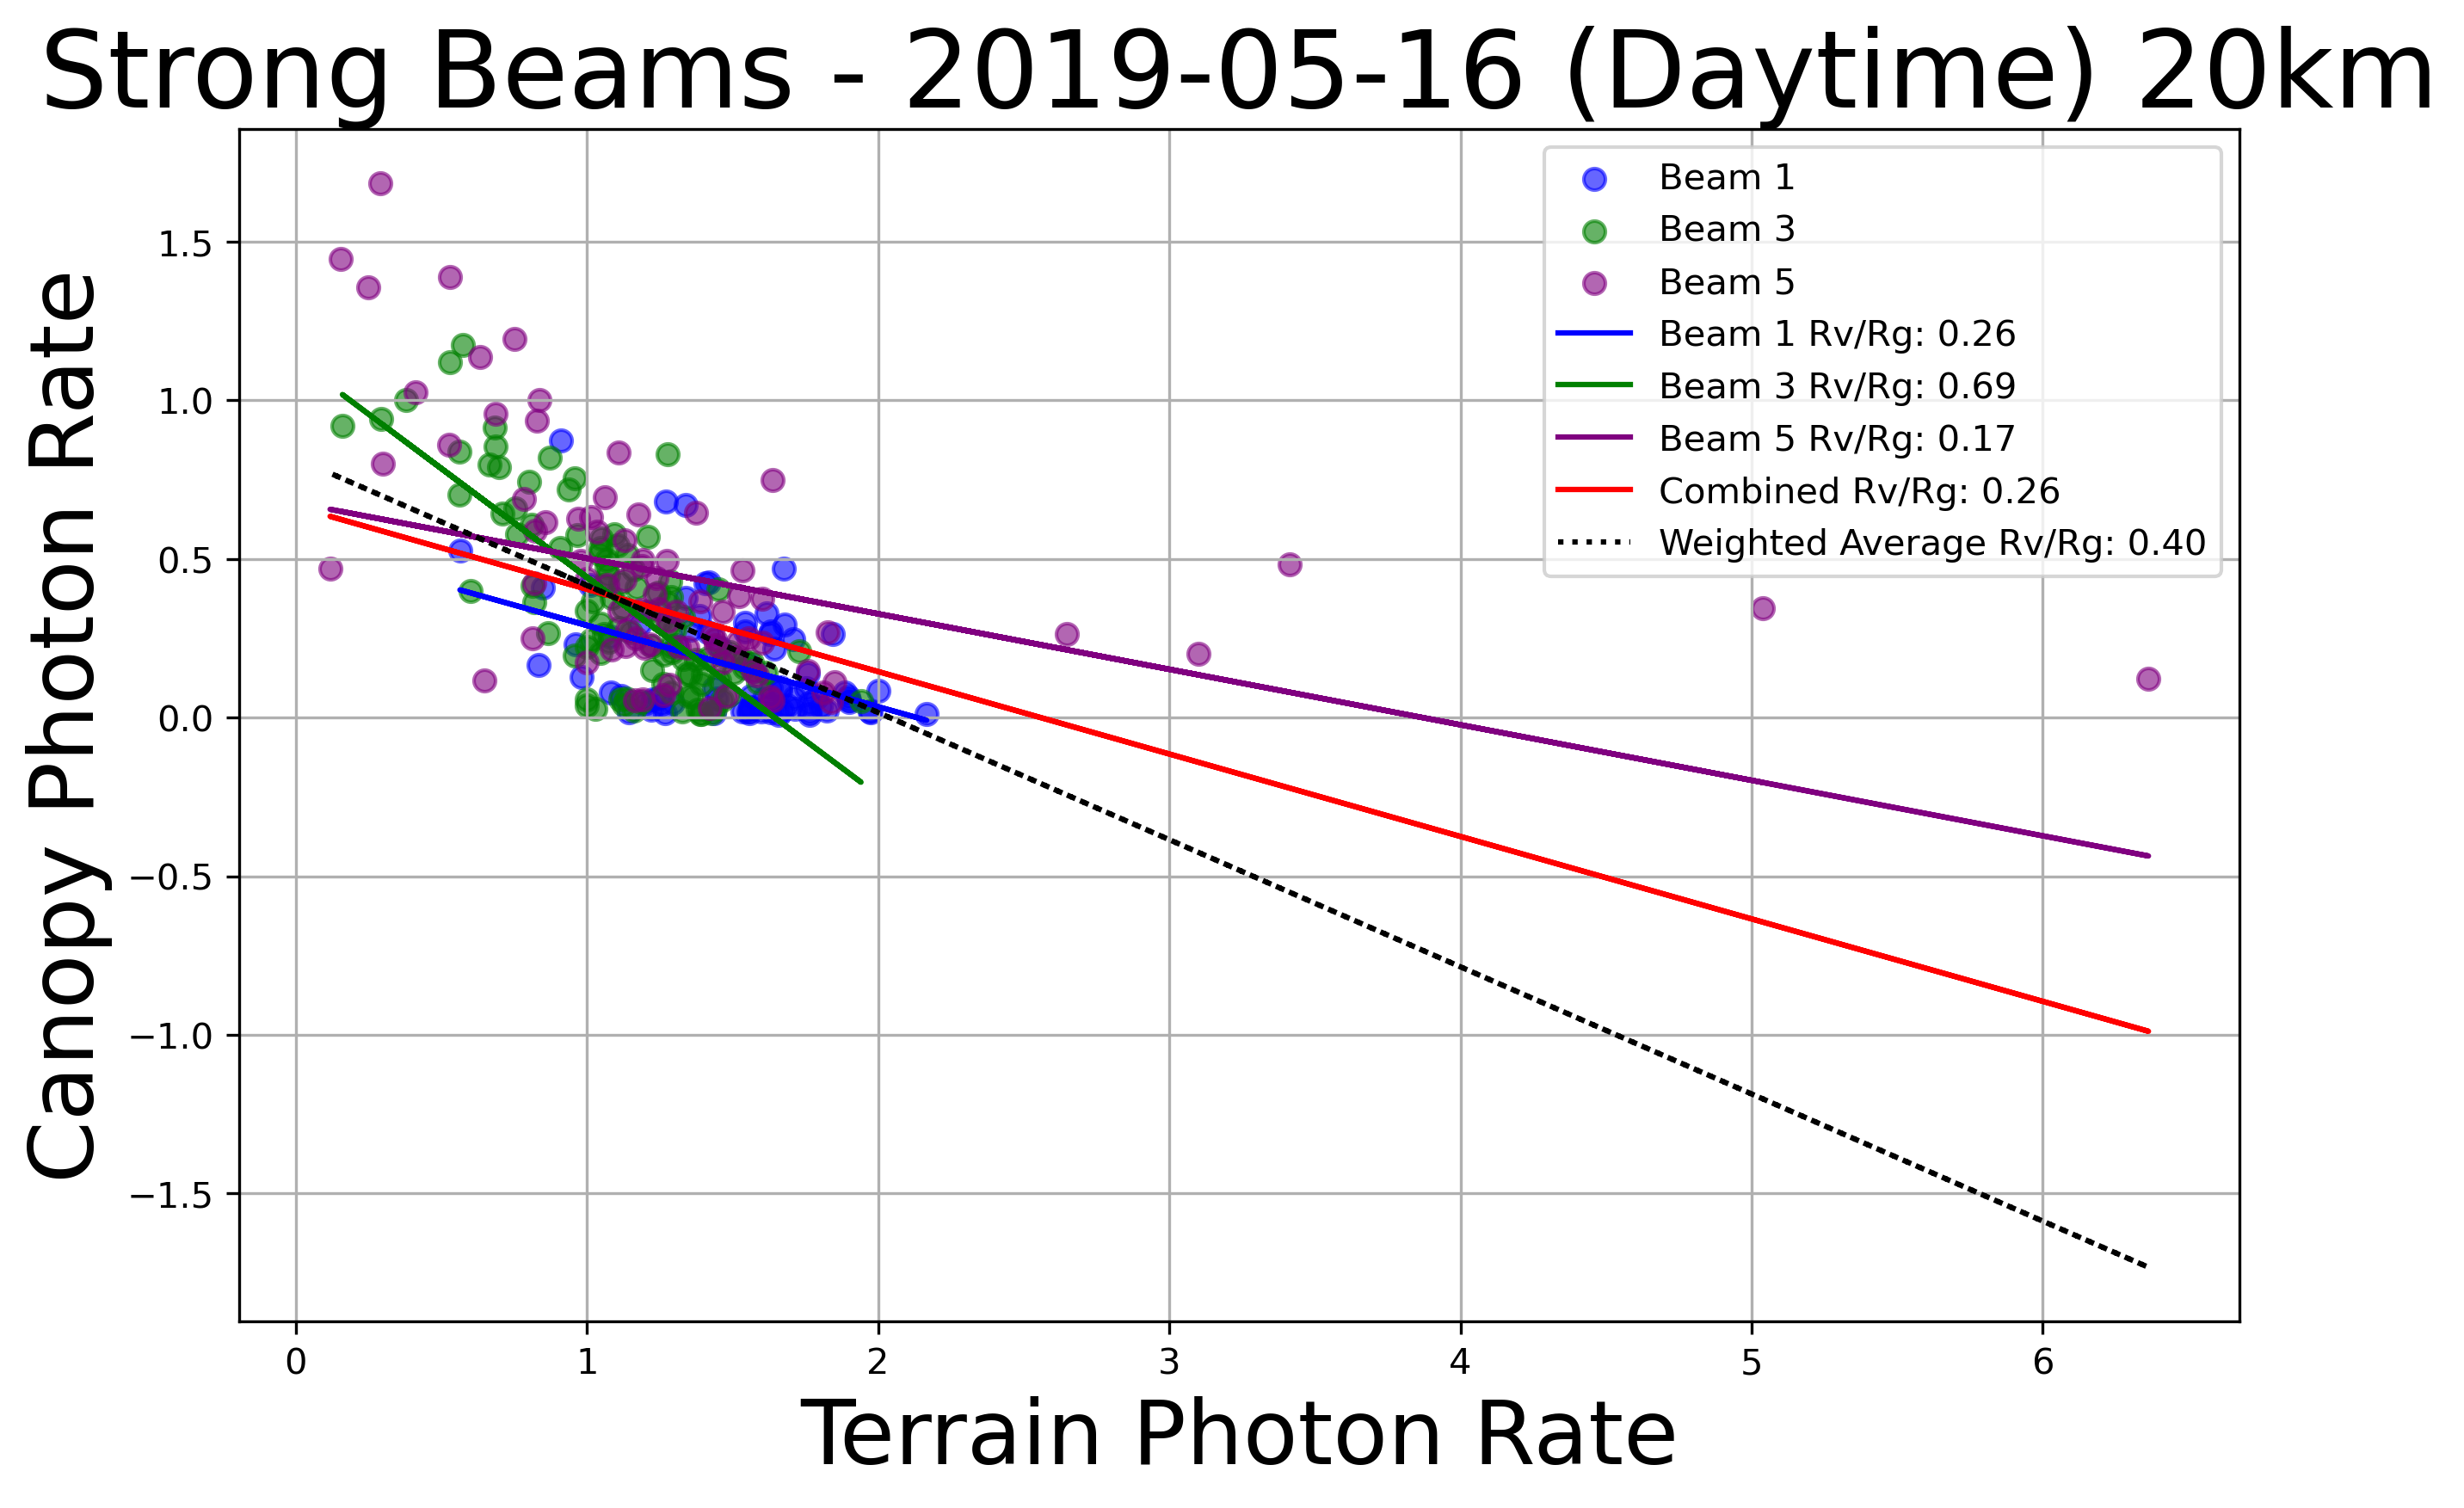 Strong Beams - 2019-05-16 (Daytime) 20km
Canopy Photon Rate
1.5
1.0
0.5
0.0
−0.5
−1.0
−1.5
Beam 1
Beam 3
Beam 5
Beam 1 Rv/Rg: 0.26
Beam 3 Rv/Rg: 0.69
Beam 5 Rv/Rg: 0.17
Combined Rv/Rg: 0.26
Weighted Average Rv/Rg: 0.40
0 1 2 3 4 5 6
Terrain Photon Rate